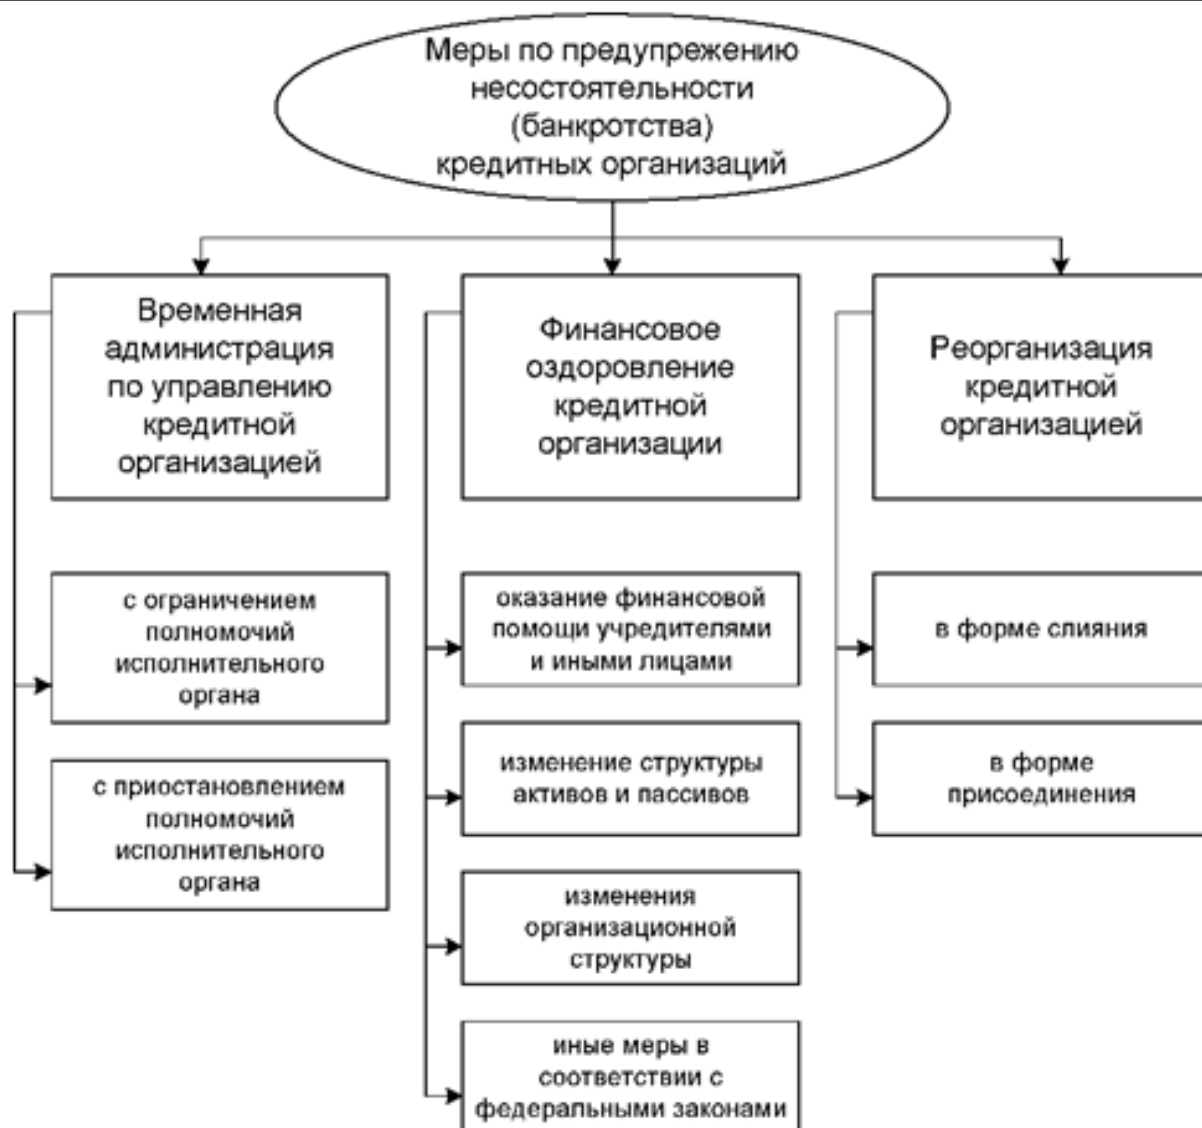 Меры по предупрежению
несостоятельности
(банкротства)
кредитных организаций
Временная
администрация
по управлению
кредитной
организацией
Финансовое
оздоровление
кредитной
организации
Реорганизация
кредитной
организацией
с ограничением
полномочий
исполнительного
органа
с приостановлением
полномочий
исполнительного
органа
оказание финансовой
помощи учредителями
и иными лицами
изменение структуры
активов и пассивов
изменения
организационной
структуры
иные меры в
соответствии с
федеральными законами
в форме слияния
в форме
присоединения